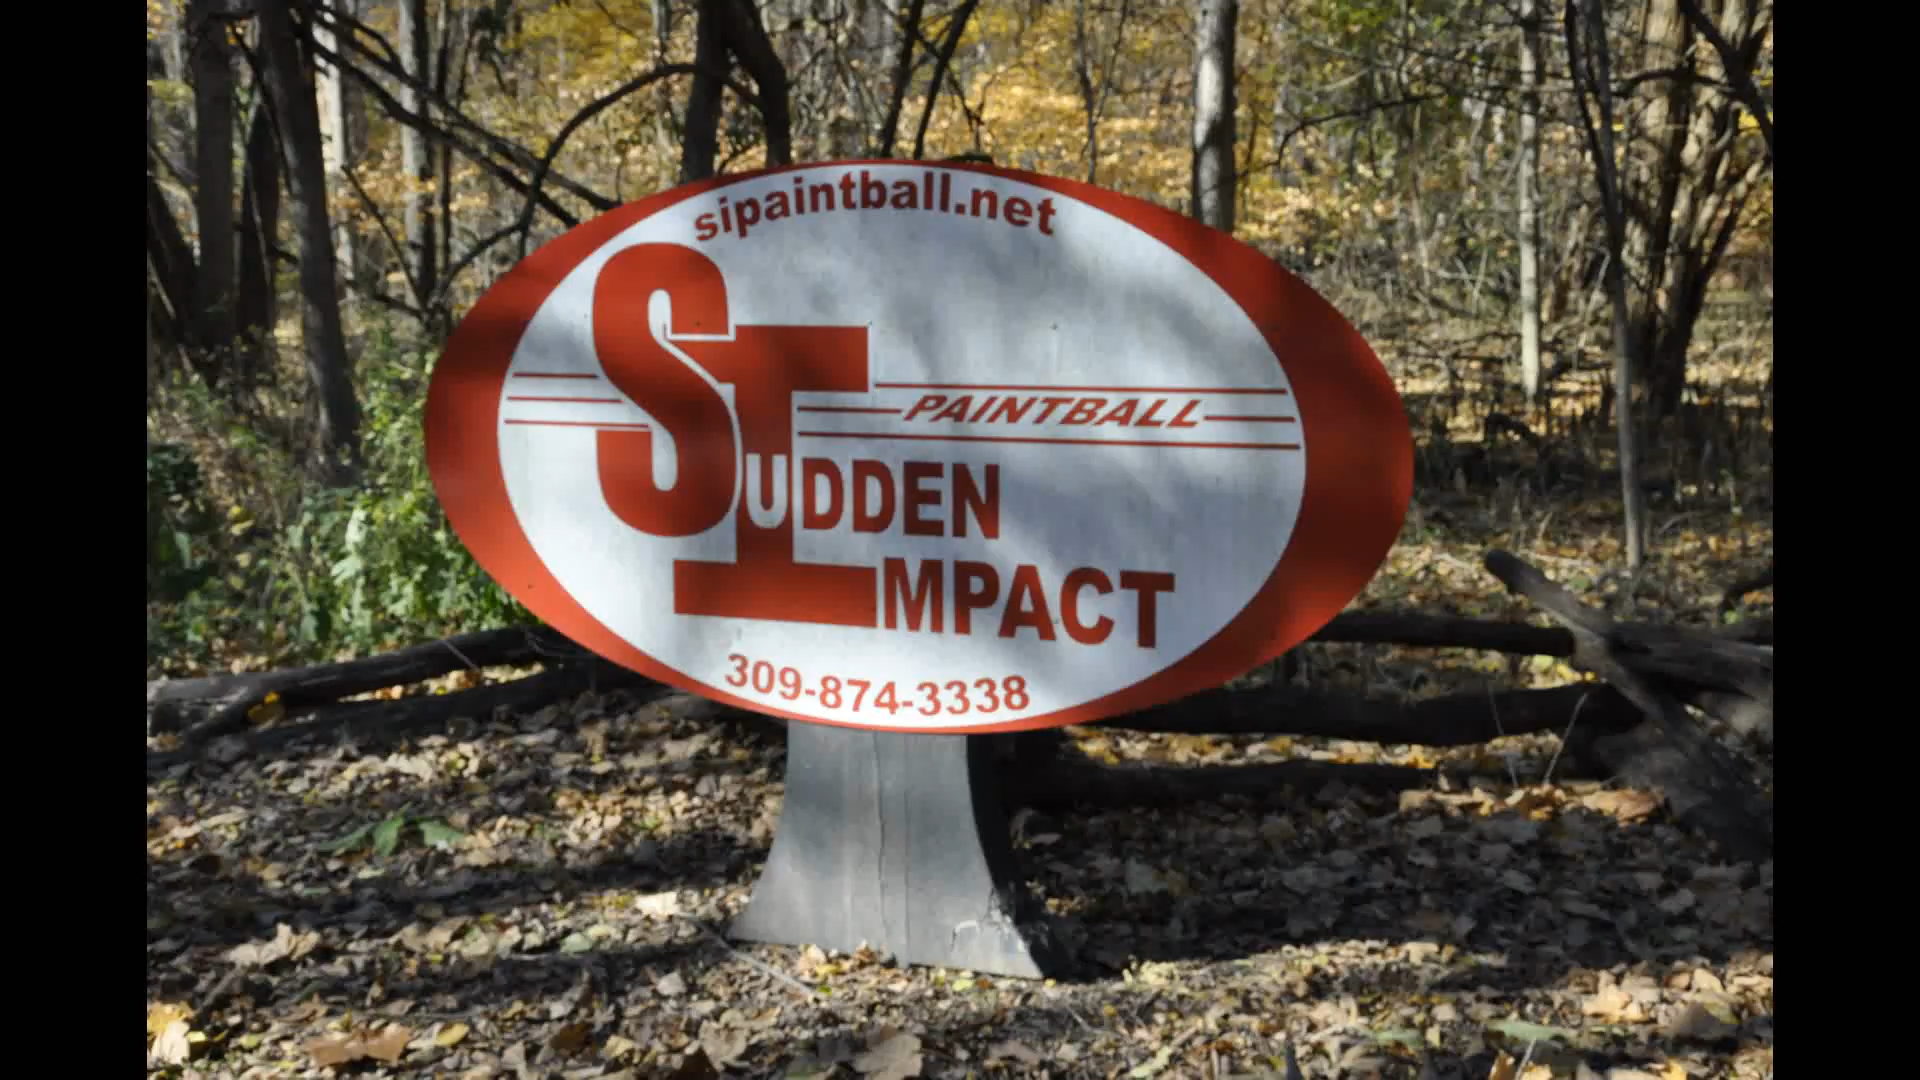 sipaintball.net
PAINTBALL
SUDDEN
IMPACT
309-874-3338